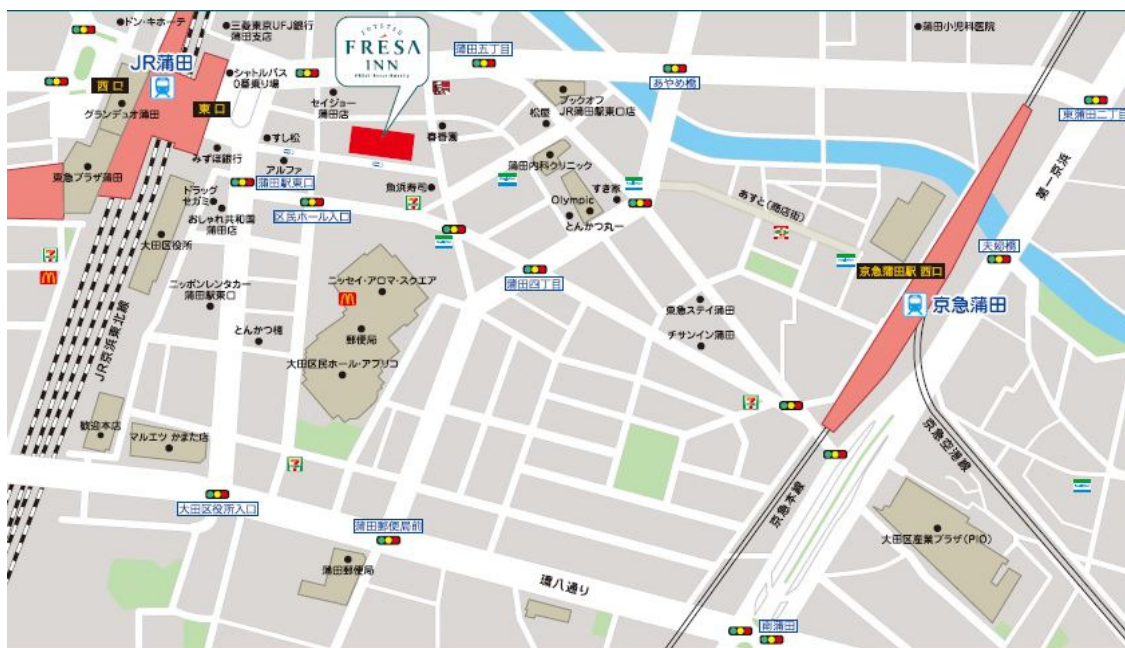 ドン・キホーテ
三菱東京UFJ銀行
蒲田支店
FRÉSA
INN
蒲田五丁目
蒲田小児科医院
JR蒲田
シャトルバス
0番乗り場
西口
東口
グランデュオ蒲田
セイジョー
蒲田店
ブックオフ
JR蒲田駅東口店
あやめ橋
東蒲田二丁目
松屋
春香園
すし松
みずほ銀行
アルファ
蒲田駅東口
東急プラザ蒲田
蒲田内科クリニック
魚浜寿司
すき家
Olympic
とんかつ丸一
あすと(商店街)
第一京浜
ドラッグ
セガミ
おしゃれ共和国
蒲田店
区民ホール入口
大田区役所
夫婦橋
京急蒲田駅 西口
京急蒲田
ニッセイ・アロマ・スクエア
蒲田四丁目
ニッポンレンタカー
蒲田駅東口
東急ステイ蒲田
チサンイン蒲田
とんかつ檍
郵便局
大田区民ホール・アプリコ
JR京浜東北線
歓迎本店
マルエツ かまた店
京急空港線
京急本線
大田区役所入口
蒲田郵便局前
大田区産業プラザ(PIO)
蒲田郵便局
環八通り
南蒲田